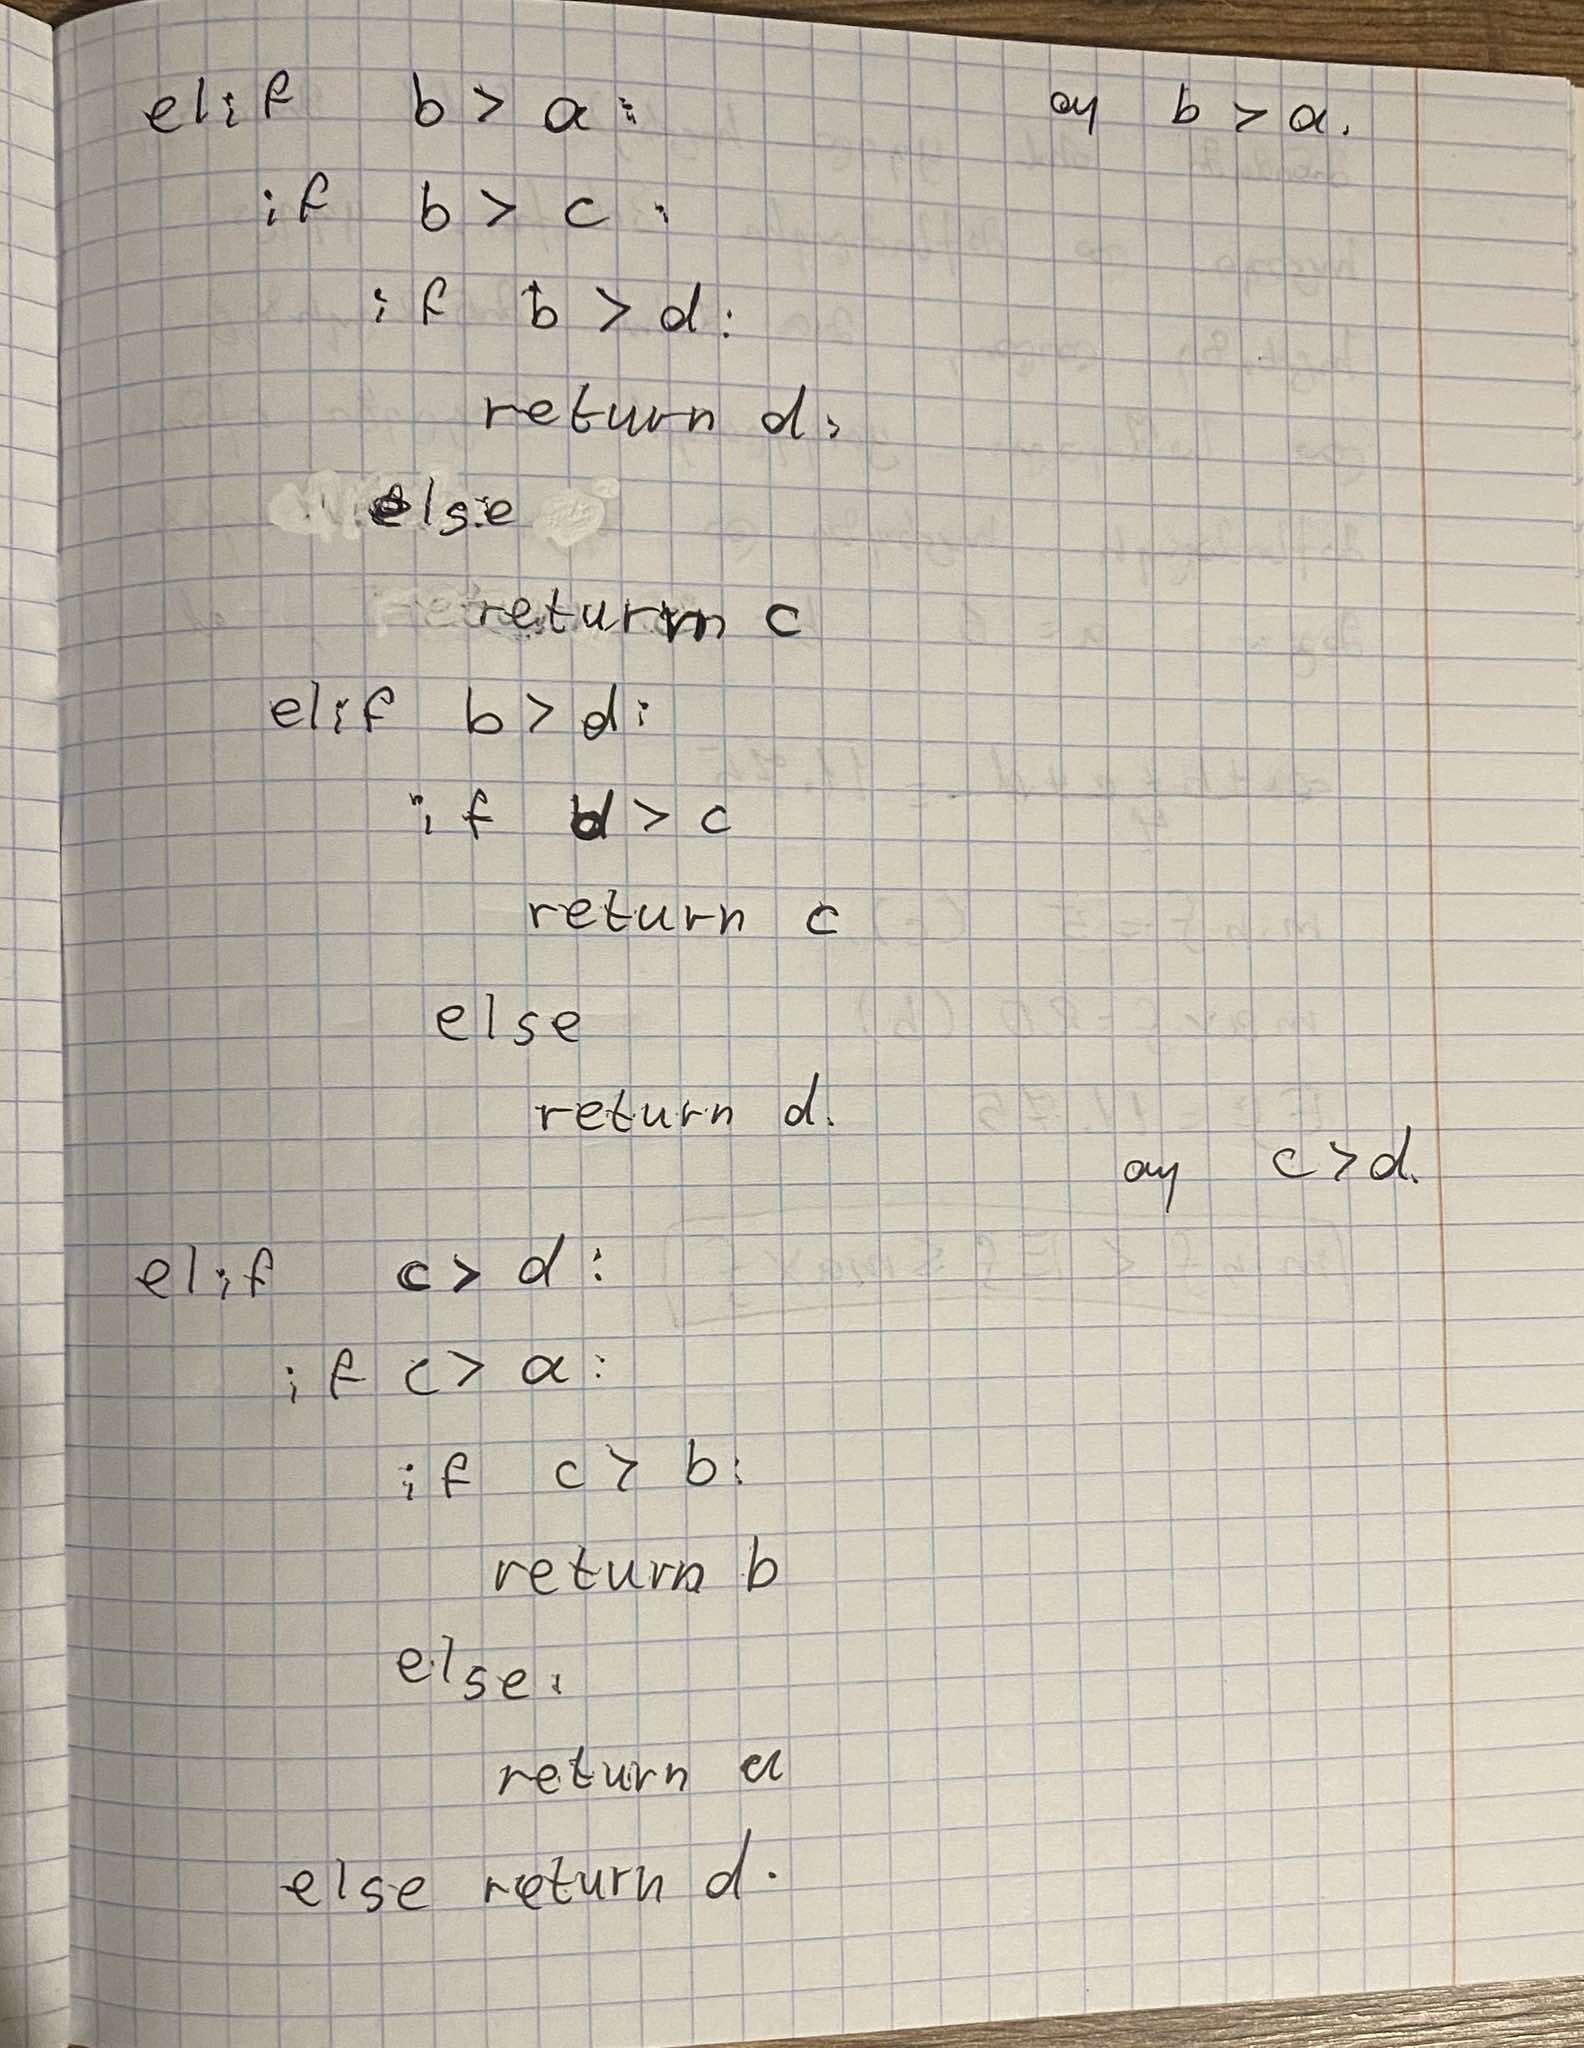 elif b > a:
ay b > a.
if b > c :
if b > d:
return d;
else
return c
elif b > d:
if d > c
return c
else
return d.
ay c > d.
elif c > d :
if c > a :
if c > b:
return b
else:
return a
else return d.